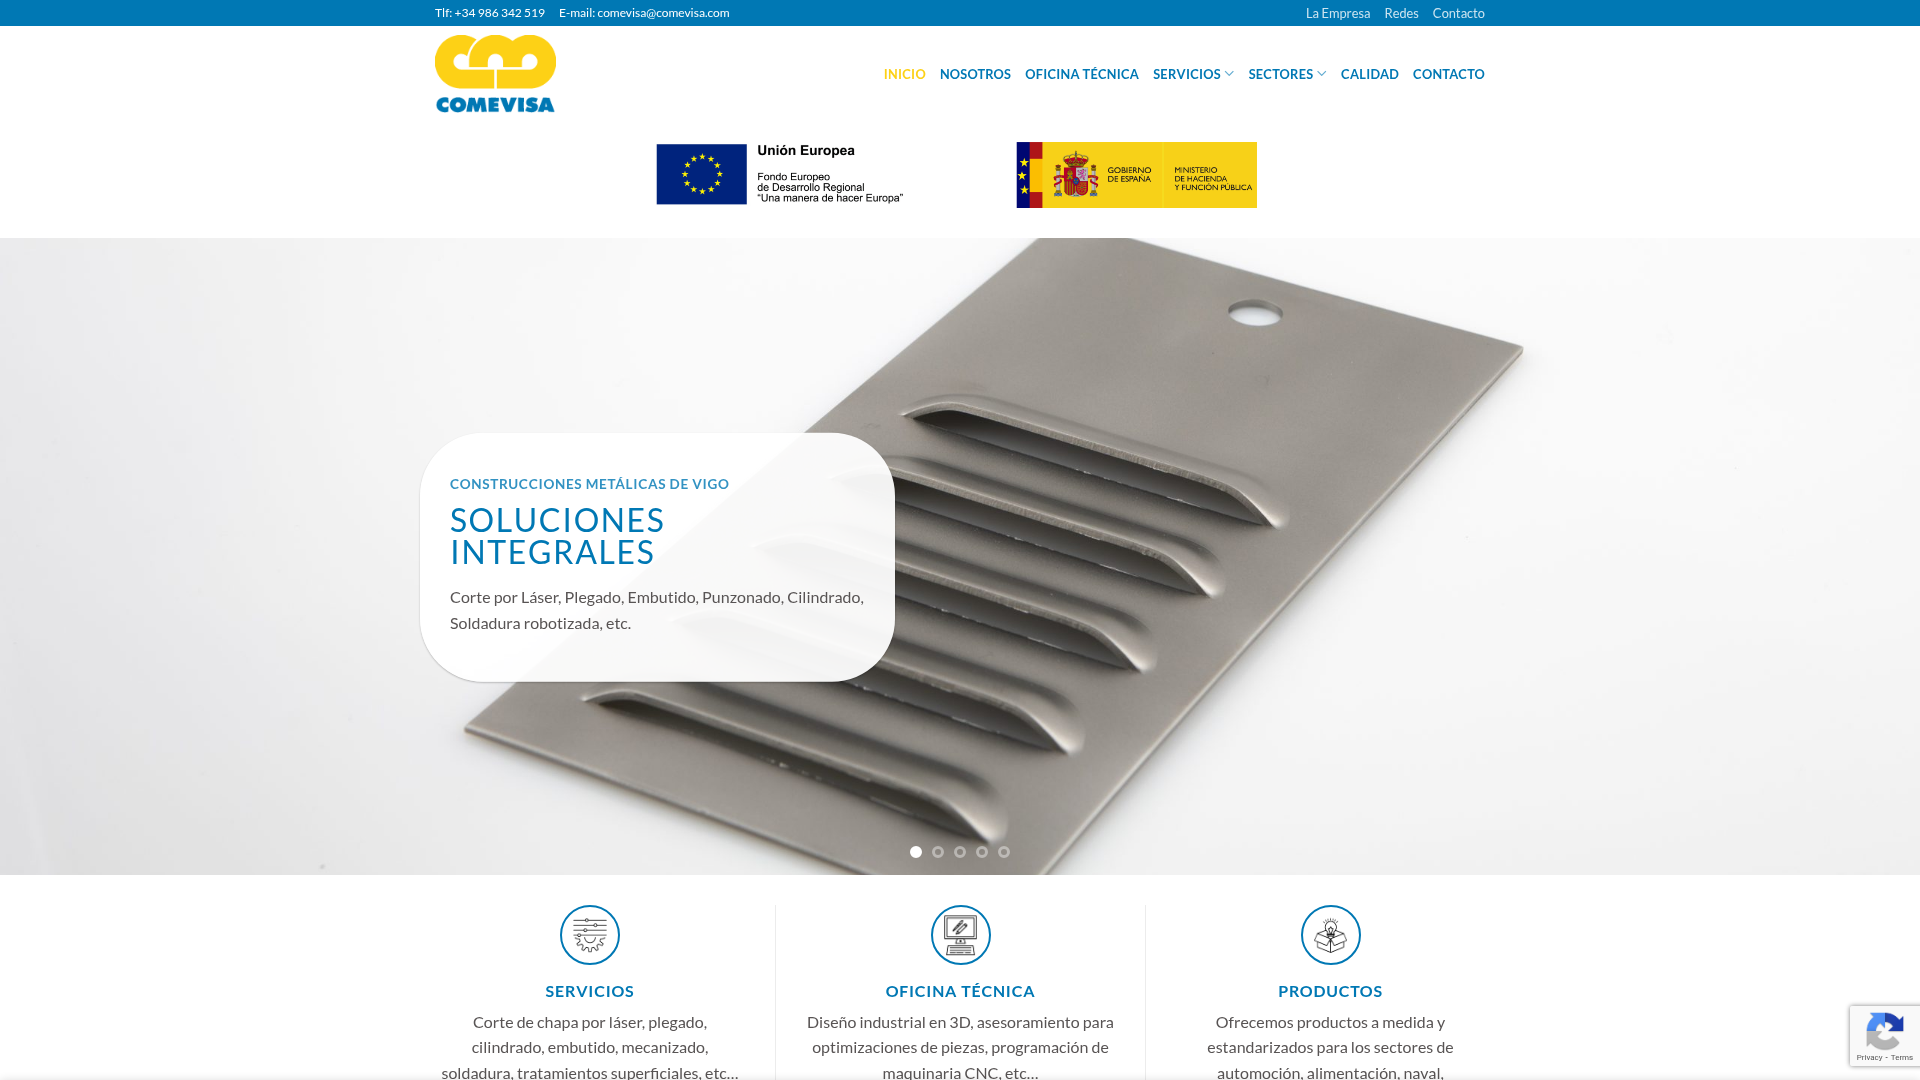 Tlf: +34 986 342 519 E-mail: comevisa@comevisa.com
La Empresa Redes Contacto
COMEVISA
INICIO NOSOTROS OFICINA TÉCNICA SERVICIOS SECTORES CALIDAD CONTACTO
Unión Europea
Fondo Europeo
de Desarrollo Regional
"Una manera de hacer Europa"
GOBIERNO
DE ESPAÑA
MINISTERIO
DE HACIENDA
Y FUNCIÓN PÚBLICA
CONSTRUCCIONES METÁLICAS DE VIGO
SOLUCIONES
INTEGRALES
Corte por Láser, Plegado, Embutido, Punzonado, Cilindrado,
Soldadura robotizada, etc.
SERVICIOS
Corte de chapa por láser, plegado,
cilindrado, embutido, mecanizado,
soldadura, tratamientos superficiales, etc...
OFICINA TÉCNICA
Diseño industrial en 3D, asesoramiento para
optimizaciones de piezas, programación de
maquinaria CNC, etc...
PRODUCTOS
Ofrecemos productos a medida y
estandarizados para los sectores de
automoción, alimentación, naval,
Privacy - Terms